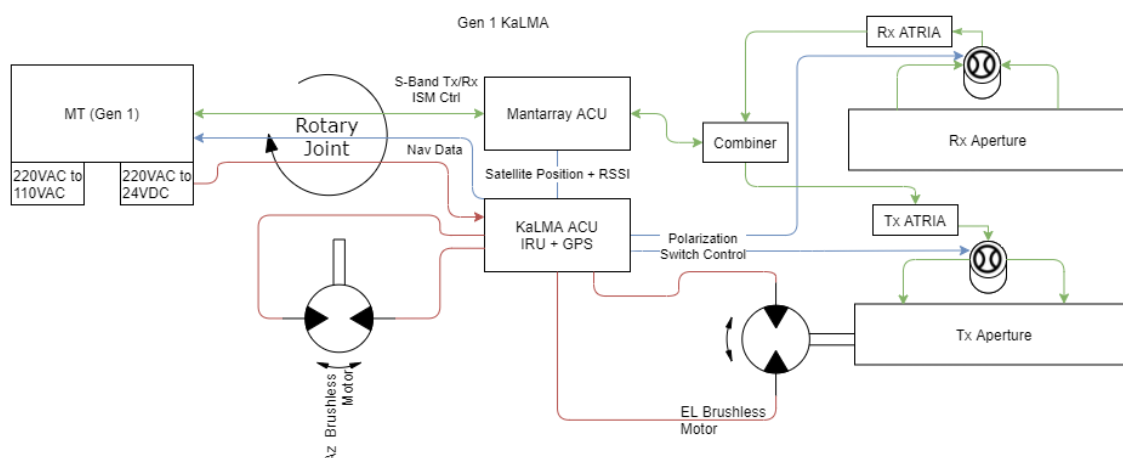 Gen 1 KaLMA
Rx ATRIA
S-Band Tx/Rx
ISM Ctrl
MT (Gen 1)
Rotary
Joint
Mantarray ACU
Combiner
Rx Aperture
Nav Data
220VAC to
110VAC
220VAC to
24VDC
Satellite Position + RSSI
KaLMA ACU
IRU + GPS
Polarization
Switch Control
Tx ATRIA
Tx Aperture
Az Brushless
Motor
EL Brushless
Motor